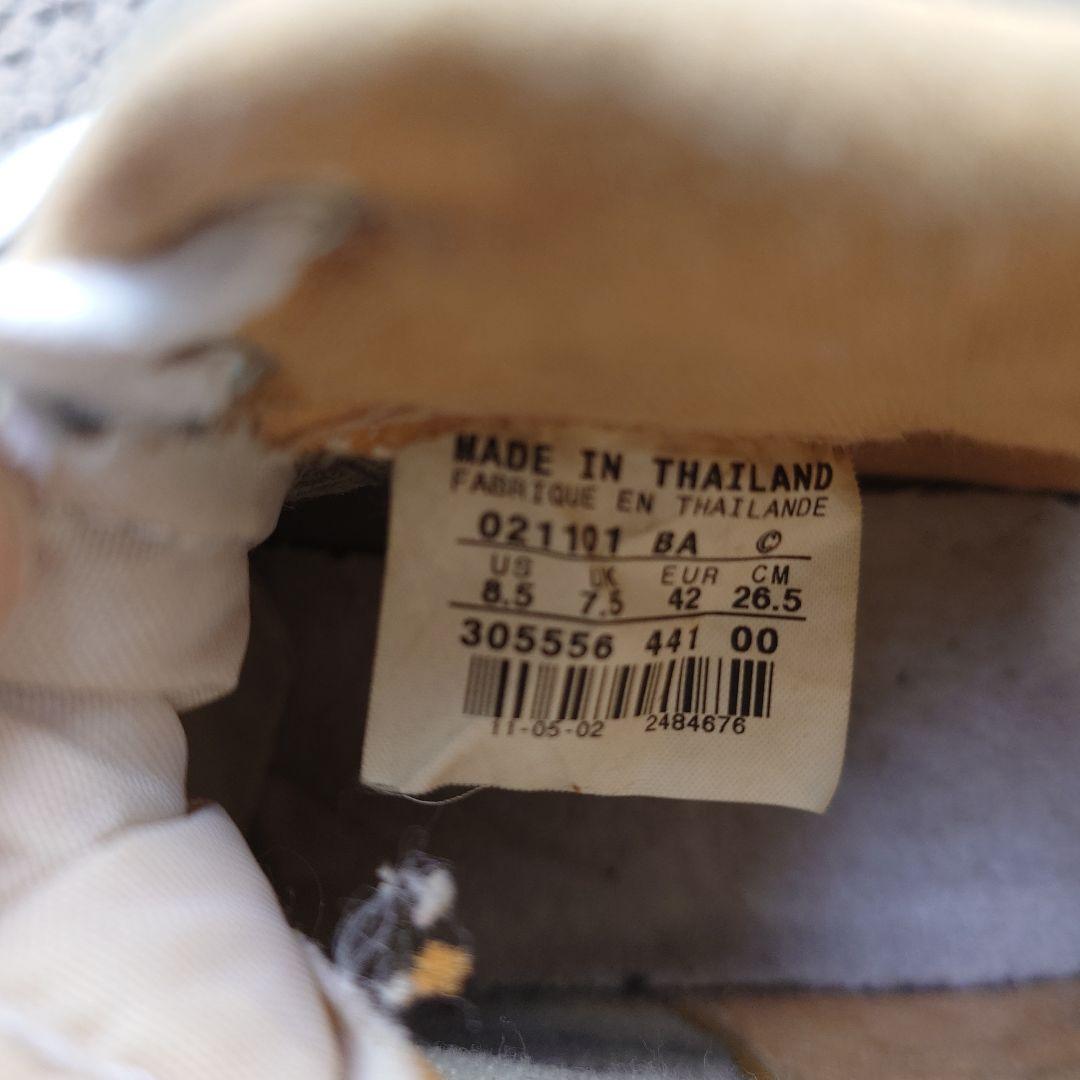 MADE IN THAILAND
FABRIQUE EN THAILANDE
021101 BA ©
US UK EUR CM
8.5 7.5 42 26.5
305556 441 00
11-05-02 2484676